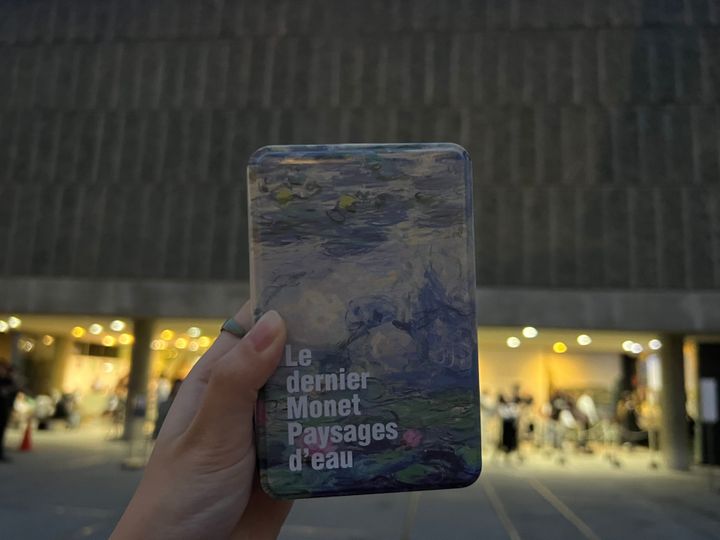 Le
dernier
Monet
Paysages
d'eau